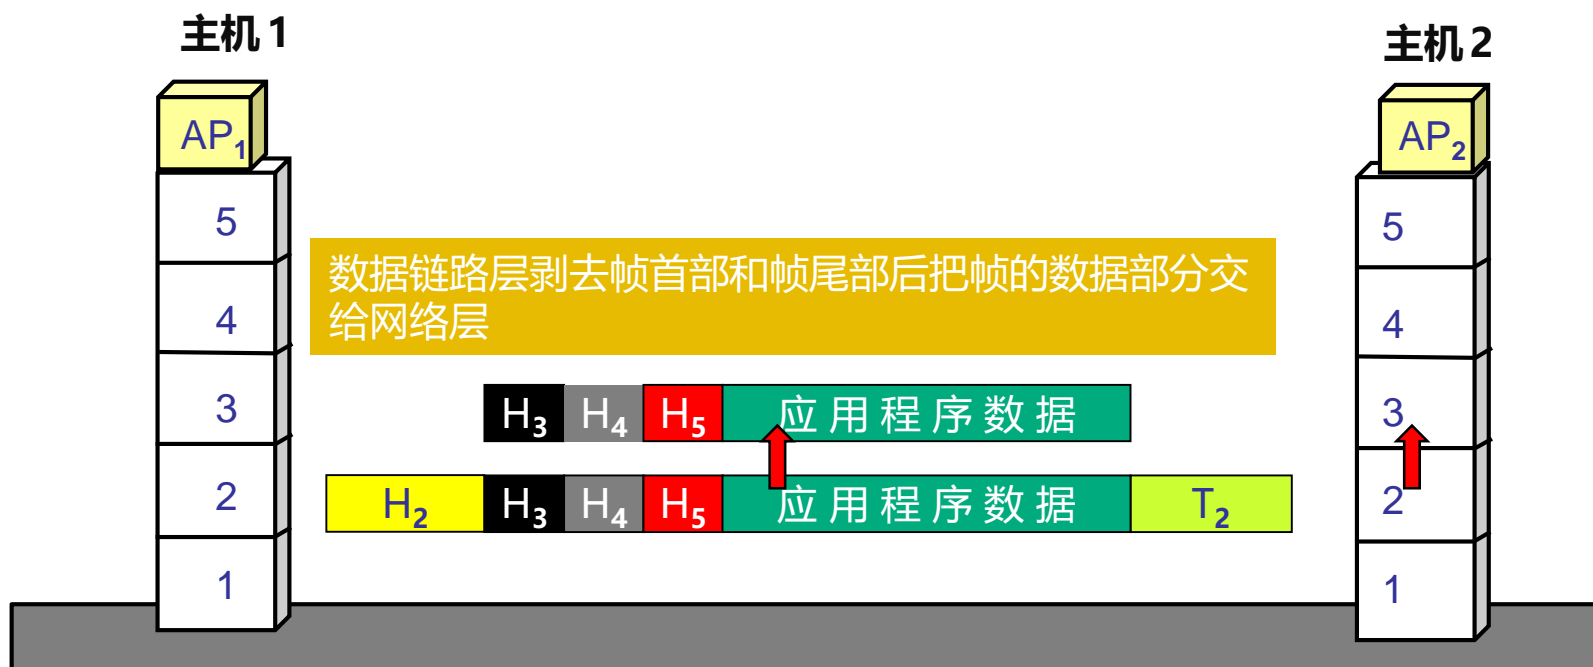 主机 1
主机 2
AP₁
AP₂
5
5
数据链路层剥去帧首部和帧尾部后把帧的数据部分交
给网络层
4
4
H₃ H₄ H₅ 应 用 程 序 数 据
3
3
H₂ H₃ H₄ H₅ 应 用 程 序 数 据 T₂
2
2
1
1